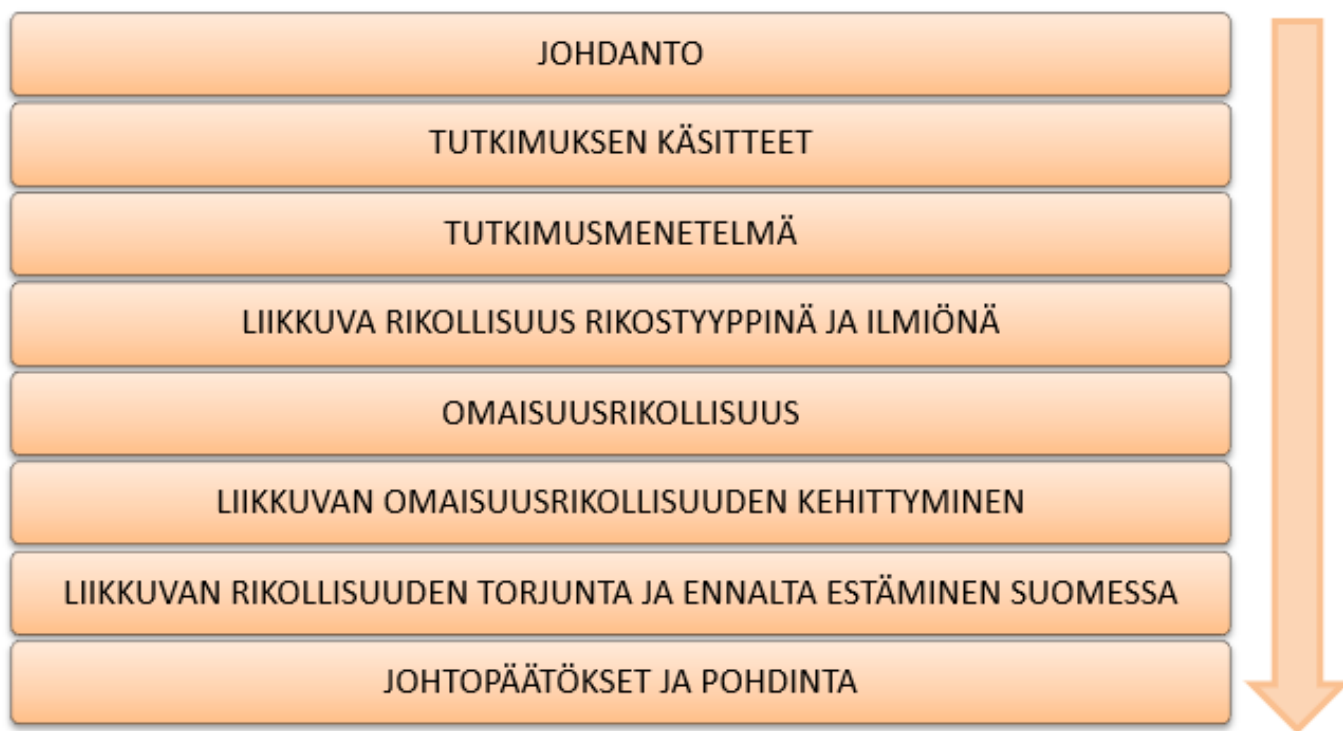 JOHDANTO
TUTKIMUKSEN KÄSITTEET
TUTKIMUSMENETELMÄ
LIIKKUVA RIKOLLISUUS RIKOSTYYPPINÄ JA ILMIÖNÄ
OMAISUUSRIKOLLISUUS
LIIKKUVAN OMAISUUSRIKOLLISUUDEN KEHITTYMINEN
LIIKKUVAN RIKOLLISUUDEN TORJUNTA JA ENNALTA ESTÄMINEN SUOMESSA
JOHTOPÄÄTÖKSET JA POHDINTA